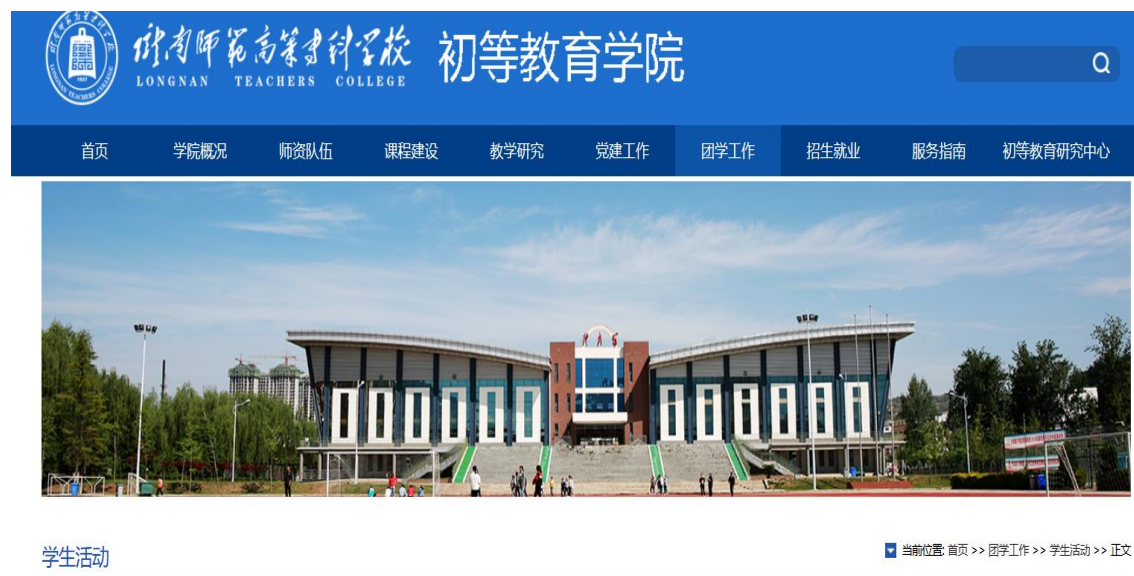 陇南师范高等专科学校 初等教育学院
LONGNAN TEACHERS COLLEGE
首页 学院概况 师资队伍 课程建设 教学研究 党建工作 团学工作 招生就业 服务指南 初等教育研究中心
体育馆
学生活动
当前位置: 首页 >> 团学工作 >> 学生活动 >> 正文